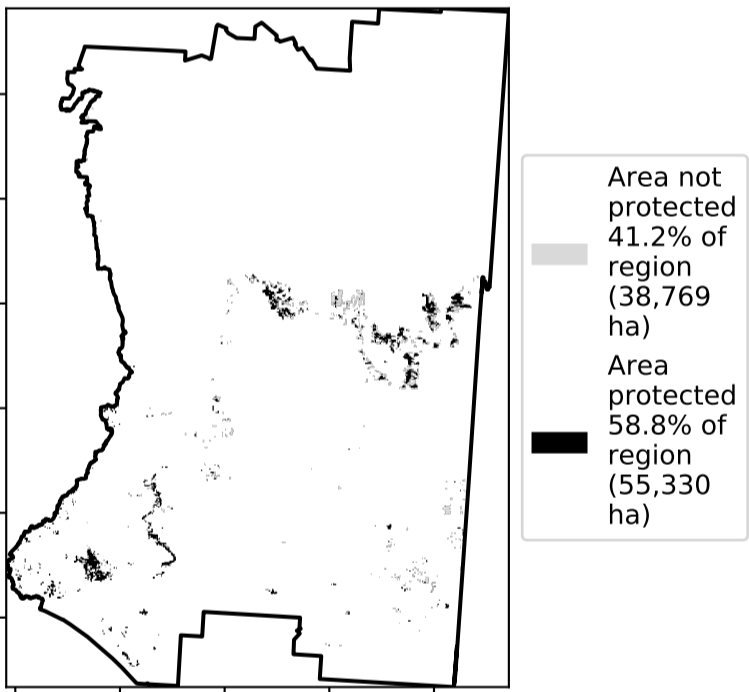 Area not
protected
41.2% of
region
(38,769
ha)
Area
protected
58.8% of
region
(55,330
ha)